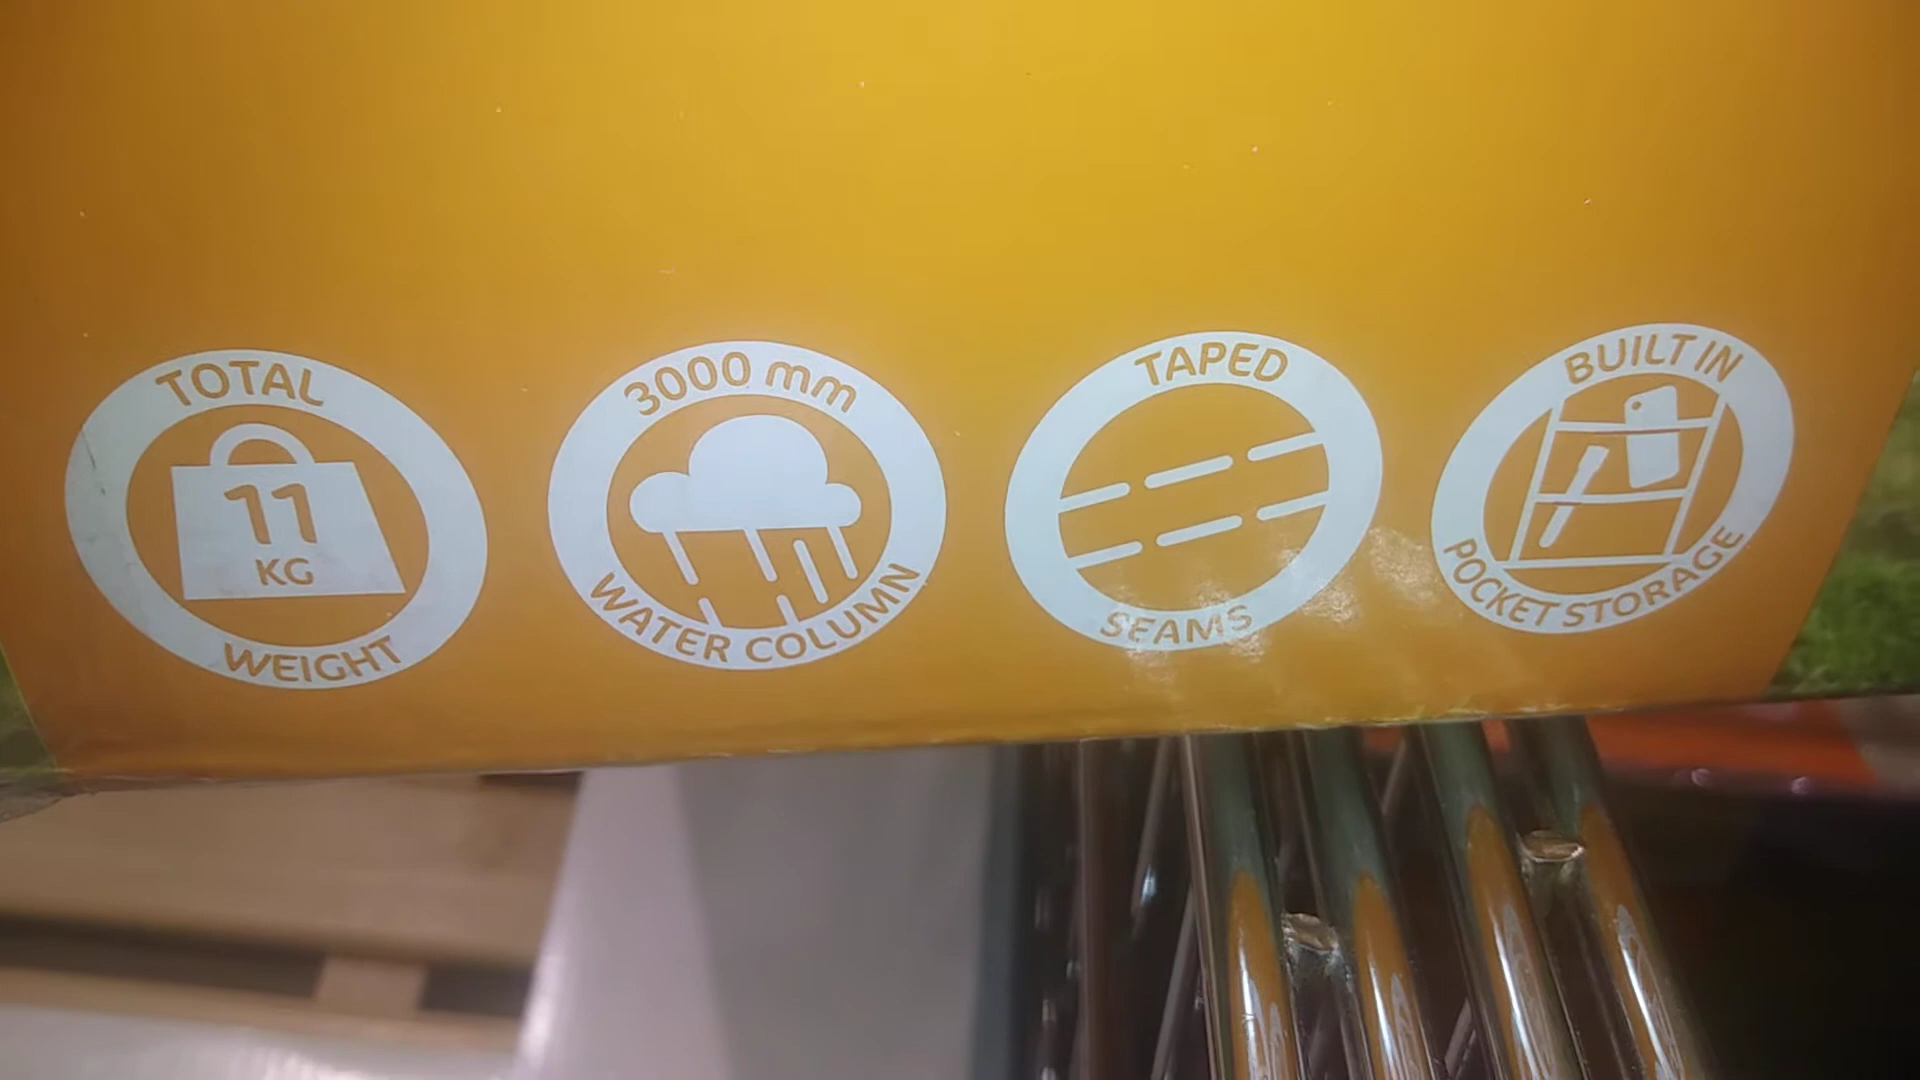 TOTAL
11
KG
WEIGHT
3000 mm
WATER COLUMN
TAPED
SEAMS
BUILT IN
POCKET STORAGE